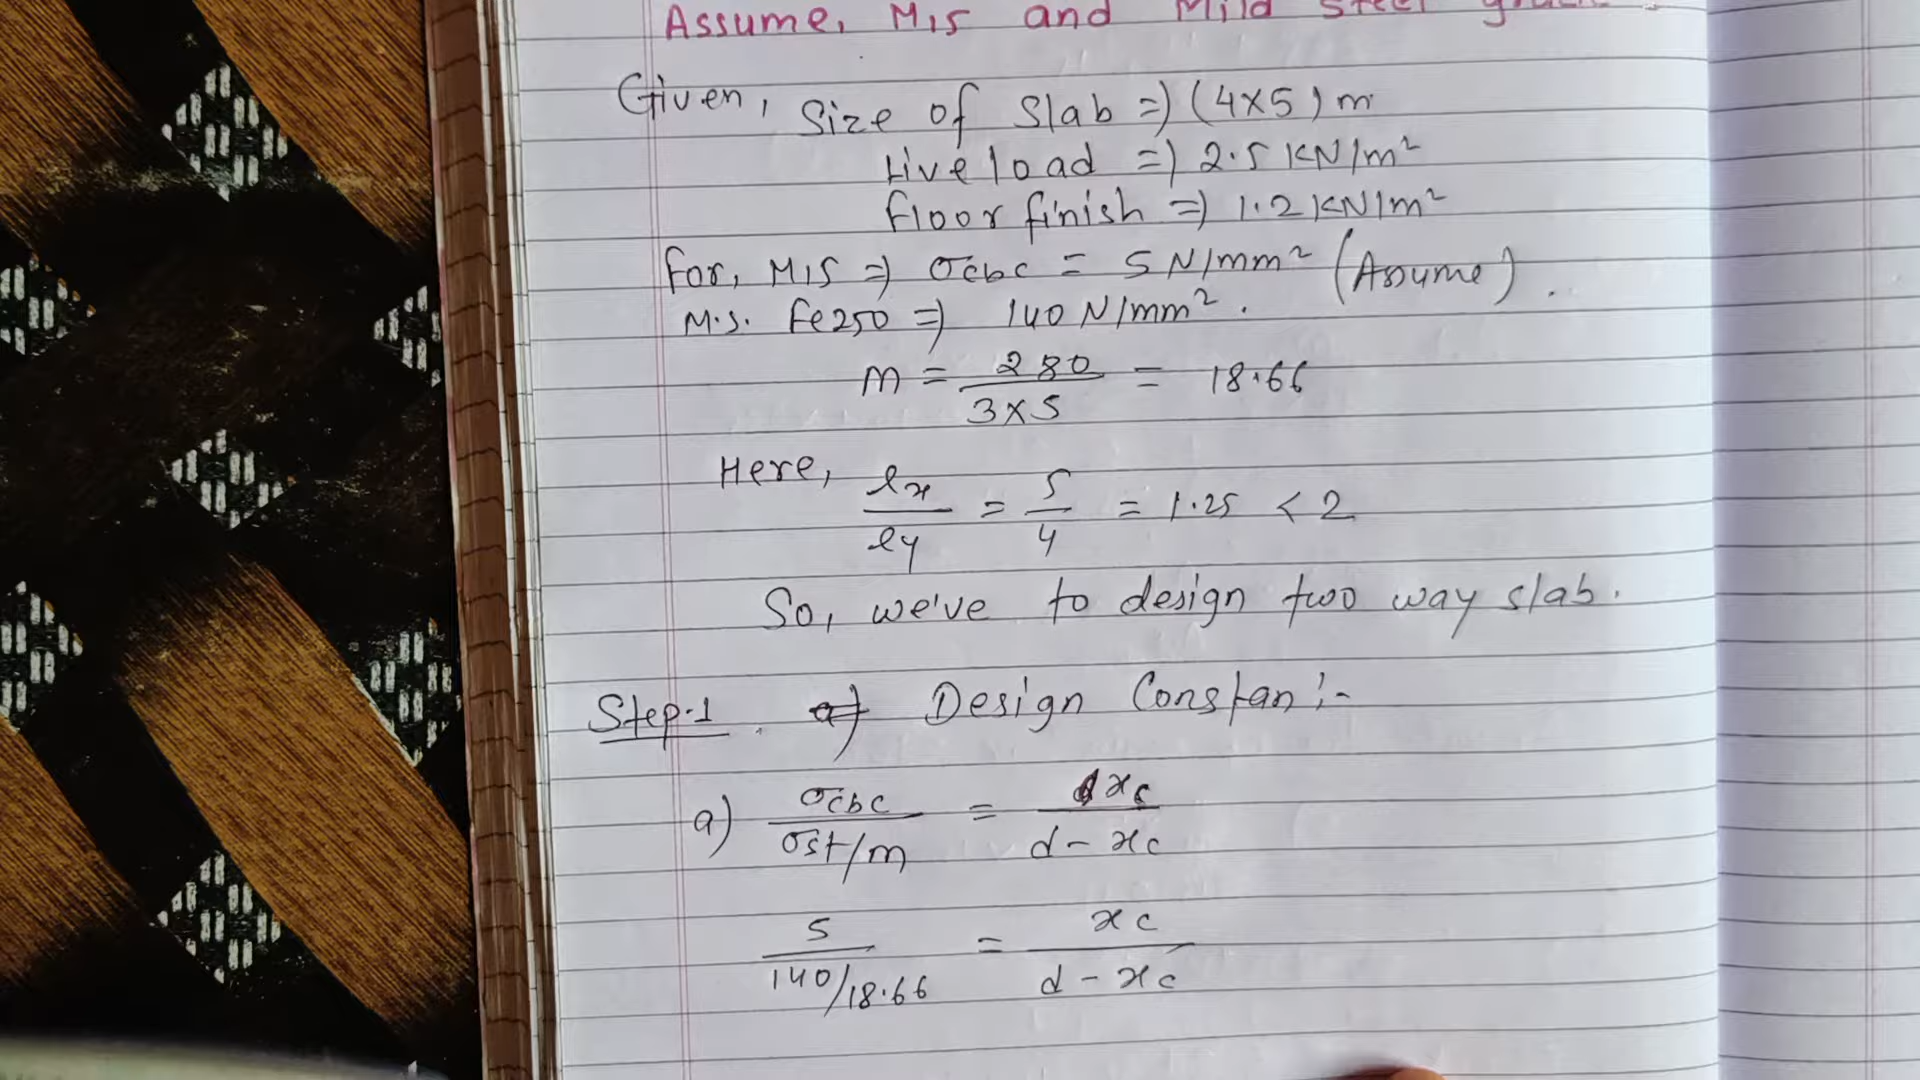 Assume, M15 and Mild steel grade
Given, Size of Slab => (4x5) m
Live load => 2.5 KN/m²
floor finish => 1.2 KN/m²
for, M15 => σcbc = 5 N/mm² (Assume).
M.S. fe250 => 140 N/mm².
m = 280 / 3x5 = 18.66
Here, lx / ly = 5 / 4 = 1.25 < 2
So, we've to design two way slab.
Step-1. Design Constan :-
a) σcbc / σst/m = xc / d - xc
5 / 140/18.66 = xc / d - xc